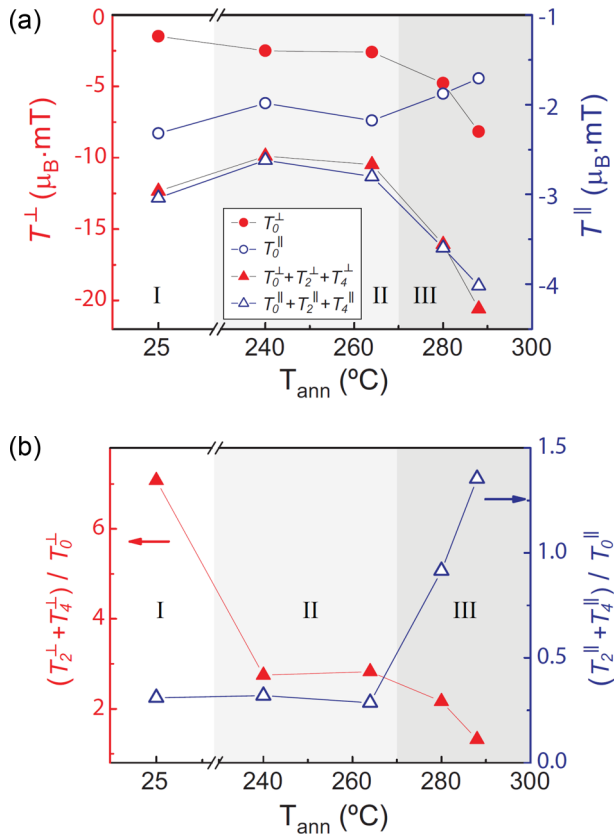 (a)
0
-5
-10
-15
-20
T⊥ (μB·mT)
-1
-2
-3
-4
T∥ (μB·mT)
T0⊥
T0∥
T0⊥+T2⊥+T4⊥
T0∥+T2∥+T4∥
I
II
III
25 240 260 280 300
Tann (ºC)
(b)
6
4
2
(T2⊥+T4⊥) / T0⊥
1.5
1.0
0.5
0.0
(T2∥+T4∥) / T0∥
I
II
III
25 240 260 280 300
Tann (ºC)